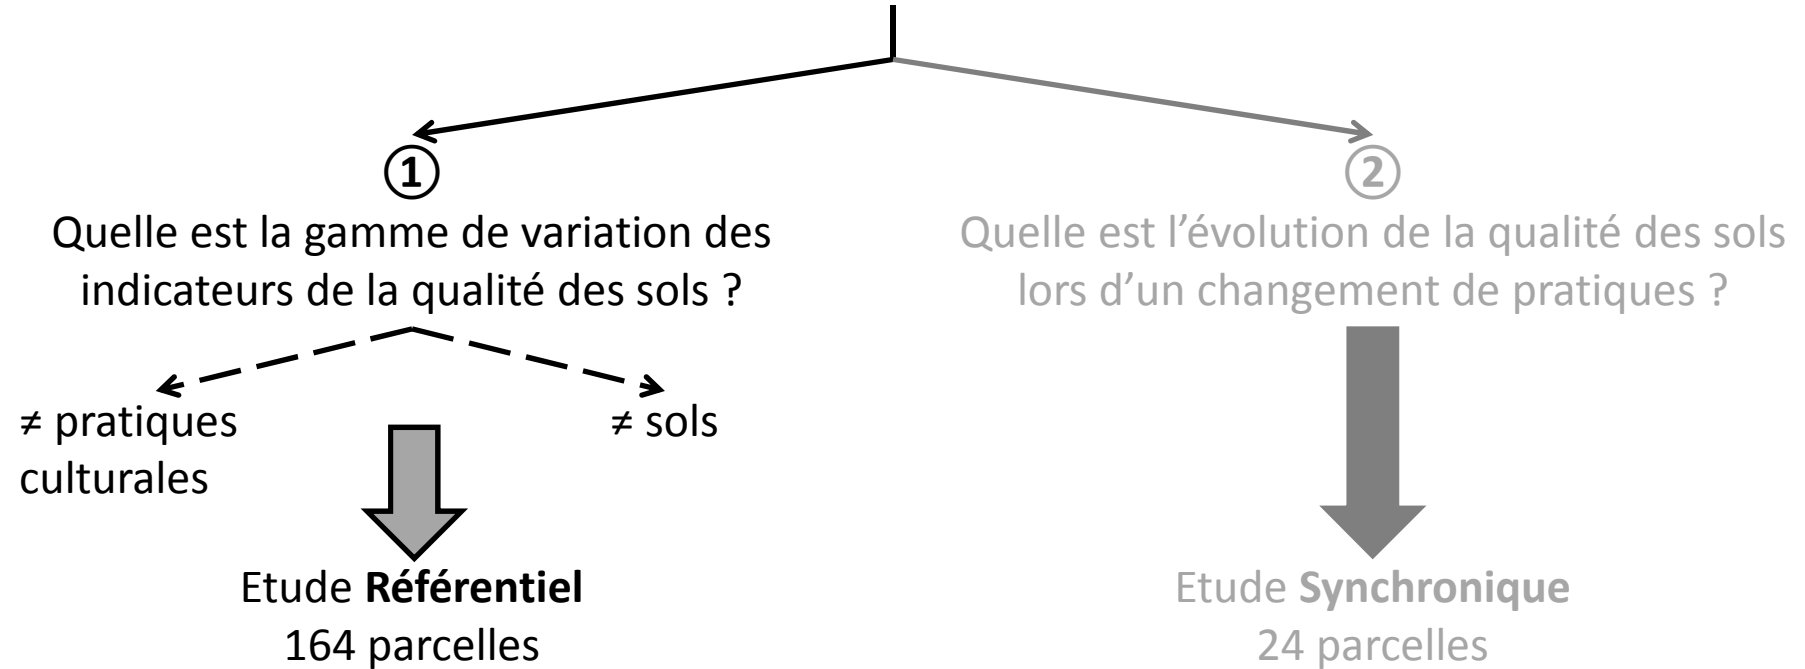 ①
Quelle est la gamme de variation des
indicateurs de la qualité des sols ?
≠ pratiques
culturales
≠ sols
Etude Référentiel
164 parcelles
②
Quelle est l’évolution de la qualité des sols
lors d’un changement de pratiques ?
Etude Synchronique
24 parcelles